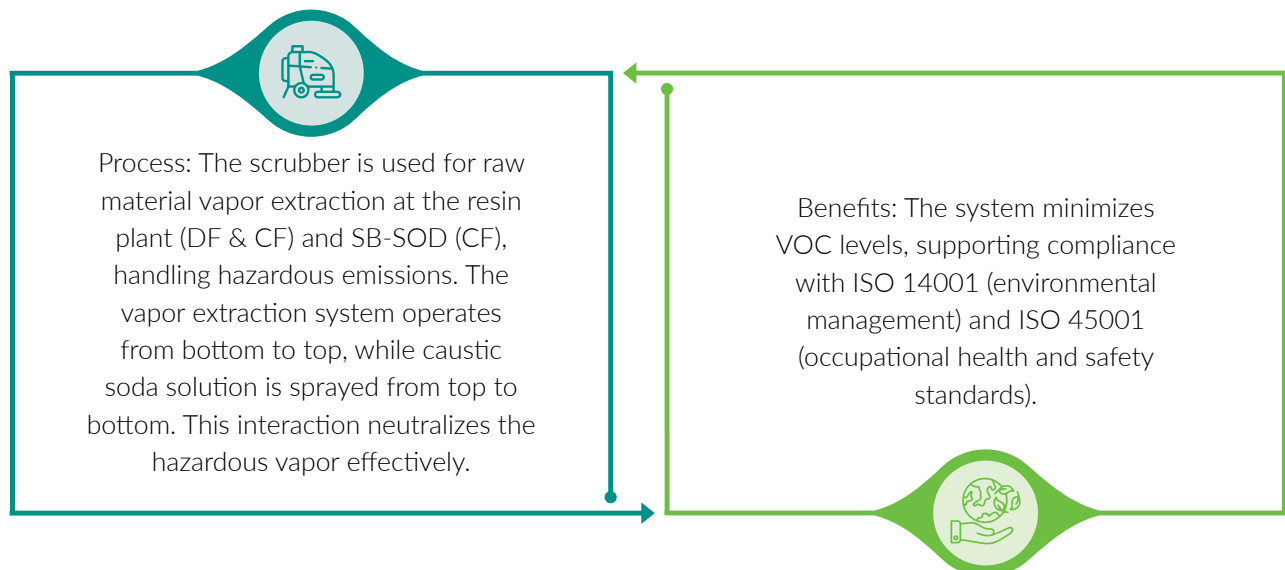 Process: The scrubber is used for raw
material vapor extraction at the resin
plant (DF & CF) and SB-SOD (CF),
handling hazardous emissions. The
vapor extraction system operates
from bottom to top, while caustic
soda solution is sprayed from top to
bottom. This interaction neutralizes the
hazardous vapor effectively.
Benefits: The system minimizes
VOC levels, supporting compliance
with ISO 14001 (environmental
management) and ISO 45001
(occupational health and safety
standards).